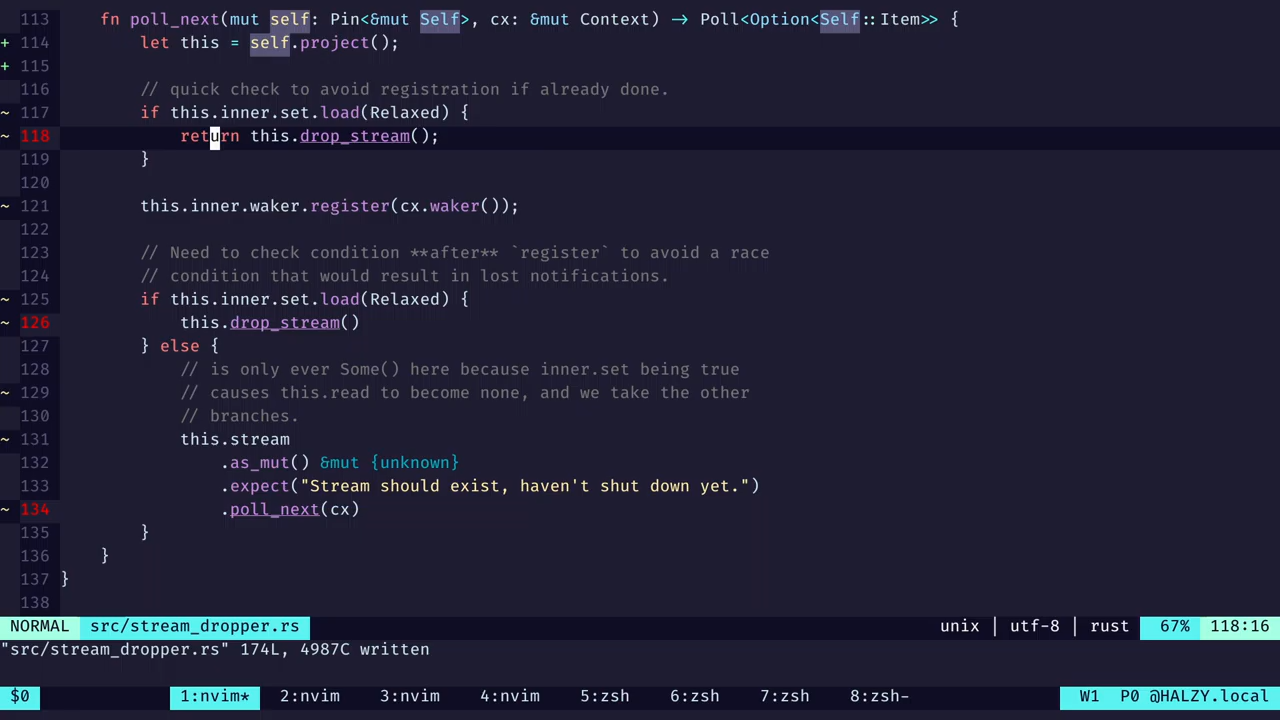 113     fn poll_next(mut self: Pin<&mut Self>, cx: &mut Context) -> Poll<Option<Self::Item>> {
+ 114         let this = self.project();
+ 115
116         // quick check to avoid registration if already done.
~ 117         if this.inner.set.load(Relaxed) {
~ 118             return this.drop_stream();
119         }
120
~ 121         this.inner.waker.register(cx.waker());
122
123         // Need to check condition **after** `register` to avoid a race
124         // condition that would result in lost notifications.
~ 125         if this.inner.set.load(Relaxed) {
~ 126             this.drop_stream()
127         } else {
128             // is only ever Some() here because inner.set being true
~ 129             // causes this.read to become none, and we take the other
130             // branches.
~ 131             this.stream
132                 .as_mut() &mut {unknown}
133                 .expect("Stream should exist, haven't shut down yet.")
~ 134                 .poll_next(cx)
135         }
136     }
137 }
138
NORMAL src/stream_dropper.rs unix | utf-8 | rust 67% 118:16
"src/stream_dropper.rs" 174L, 4987C written
$0 1:nvim* 2:nvim 3:nvim 4:nvim 5:zsh 6:zsh 7:zsh 8:zsh- W1 P0 @HALZY.local